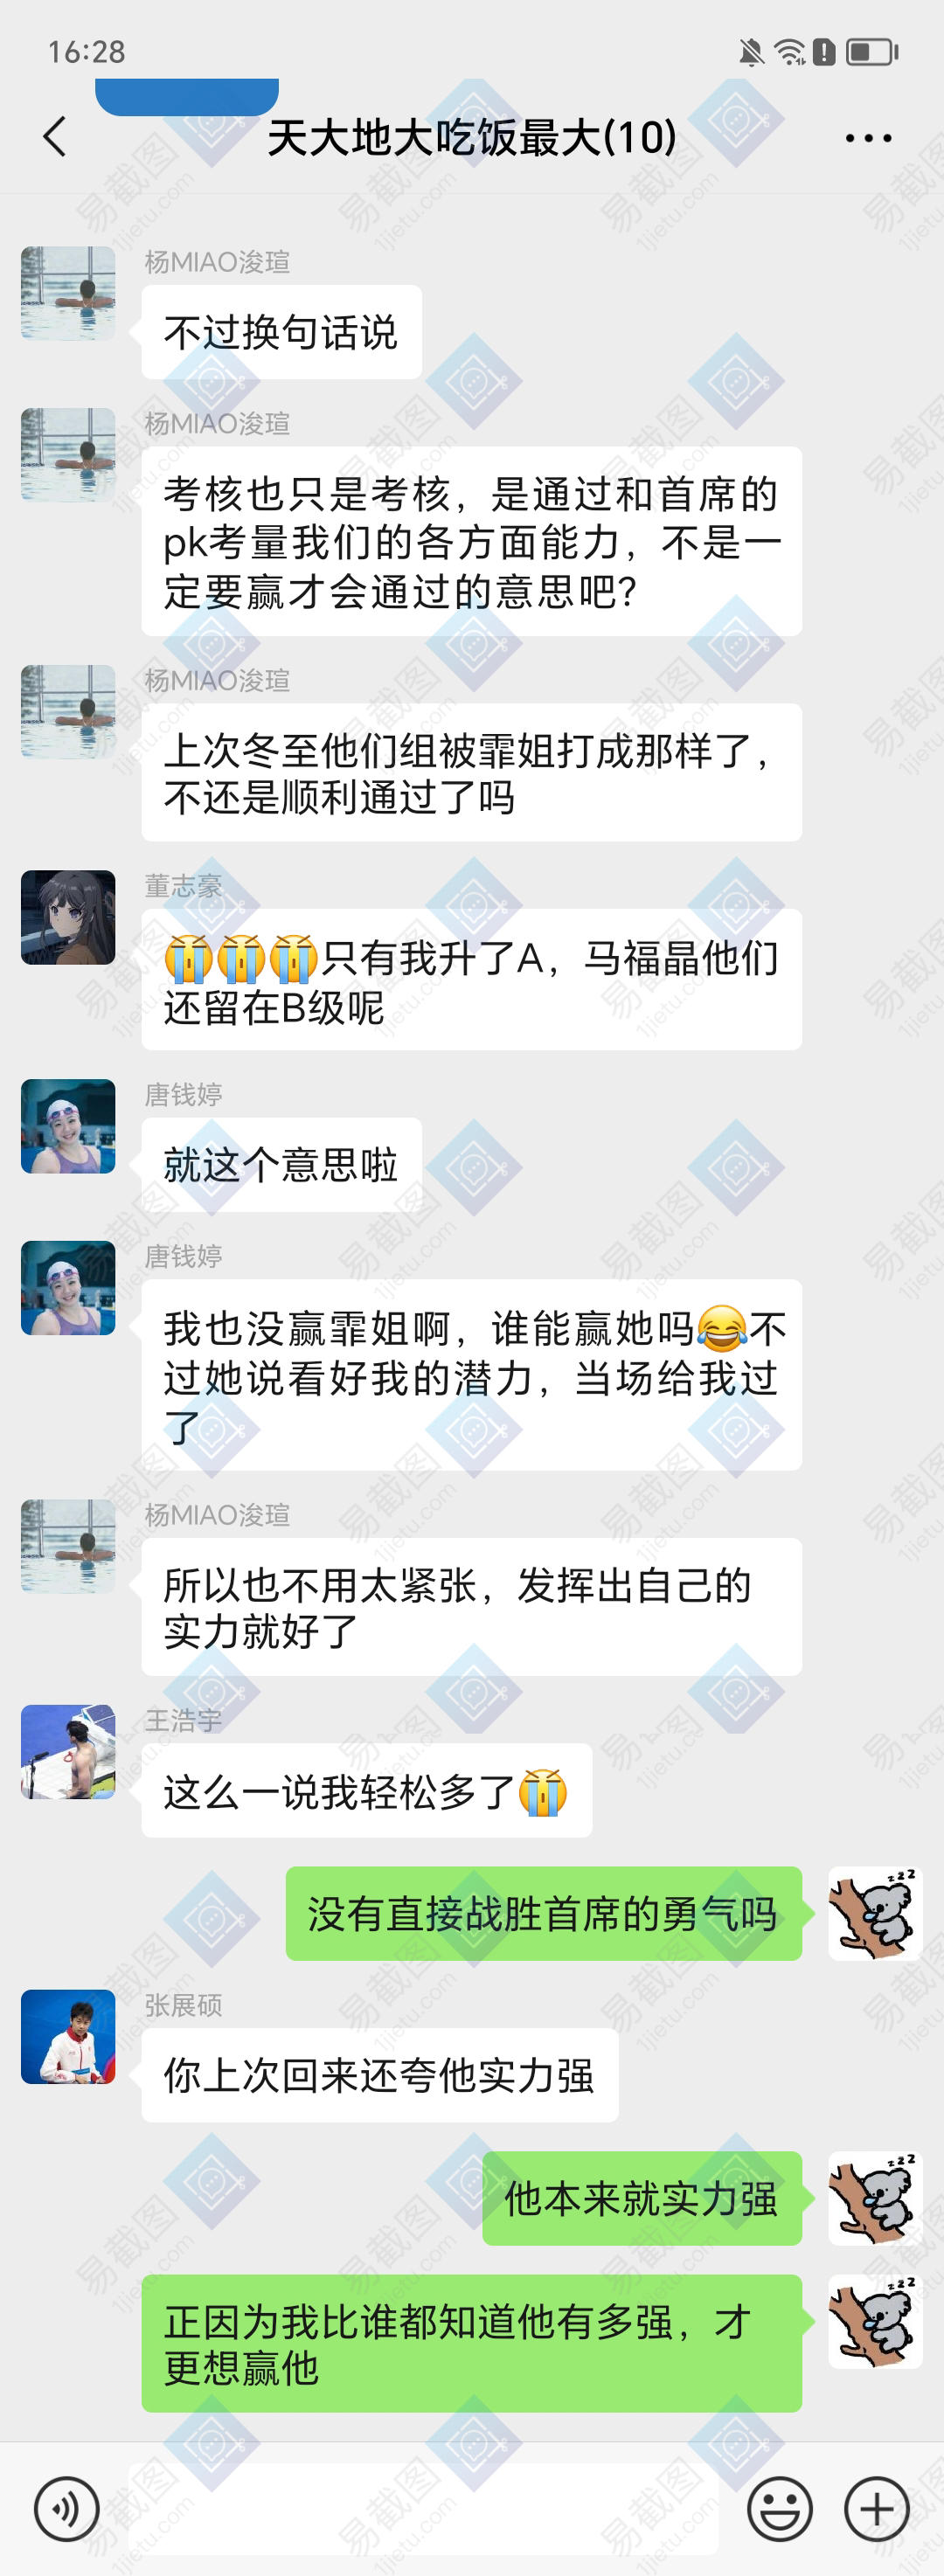 16:28
天大地大吃饭最大(10)
杨MIAO浚瑄
不过换句话说
杨MIAO浚瑄
考核也只是考核，是通过和首席的
pk考量我们的各方面能力，不是一
定要赢才会通过的意思吧？
杨MIAO浚瑄
上次冬至他们组被霏姐打成那样了，
不还是顺利通过了吗
董志豪
😭😭😭只有我升了A，马福晶他们
还留在B级呢
唐钱婷
就这个意思啦
唐钱婷
我也没赢霏姐啊，谁能赢她吗😂不
过她说看好我的潜力，当场给我过
了
杨MIAO浚瑄
所以也不用太紧张，发挥出自己的
实力就好了
王浩宇
这么一说我轻松多了😭
没有直接战胜首席的勇气吗
张展硕
你上次回来还夸他实力强
他本来就实力强
正因为我比谁都知道他有多强，才
更想赢他
易截图
1jietu.com